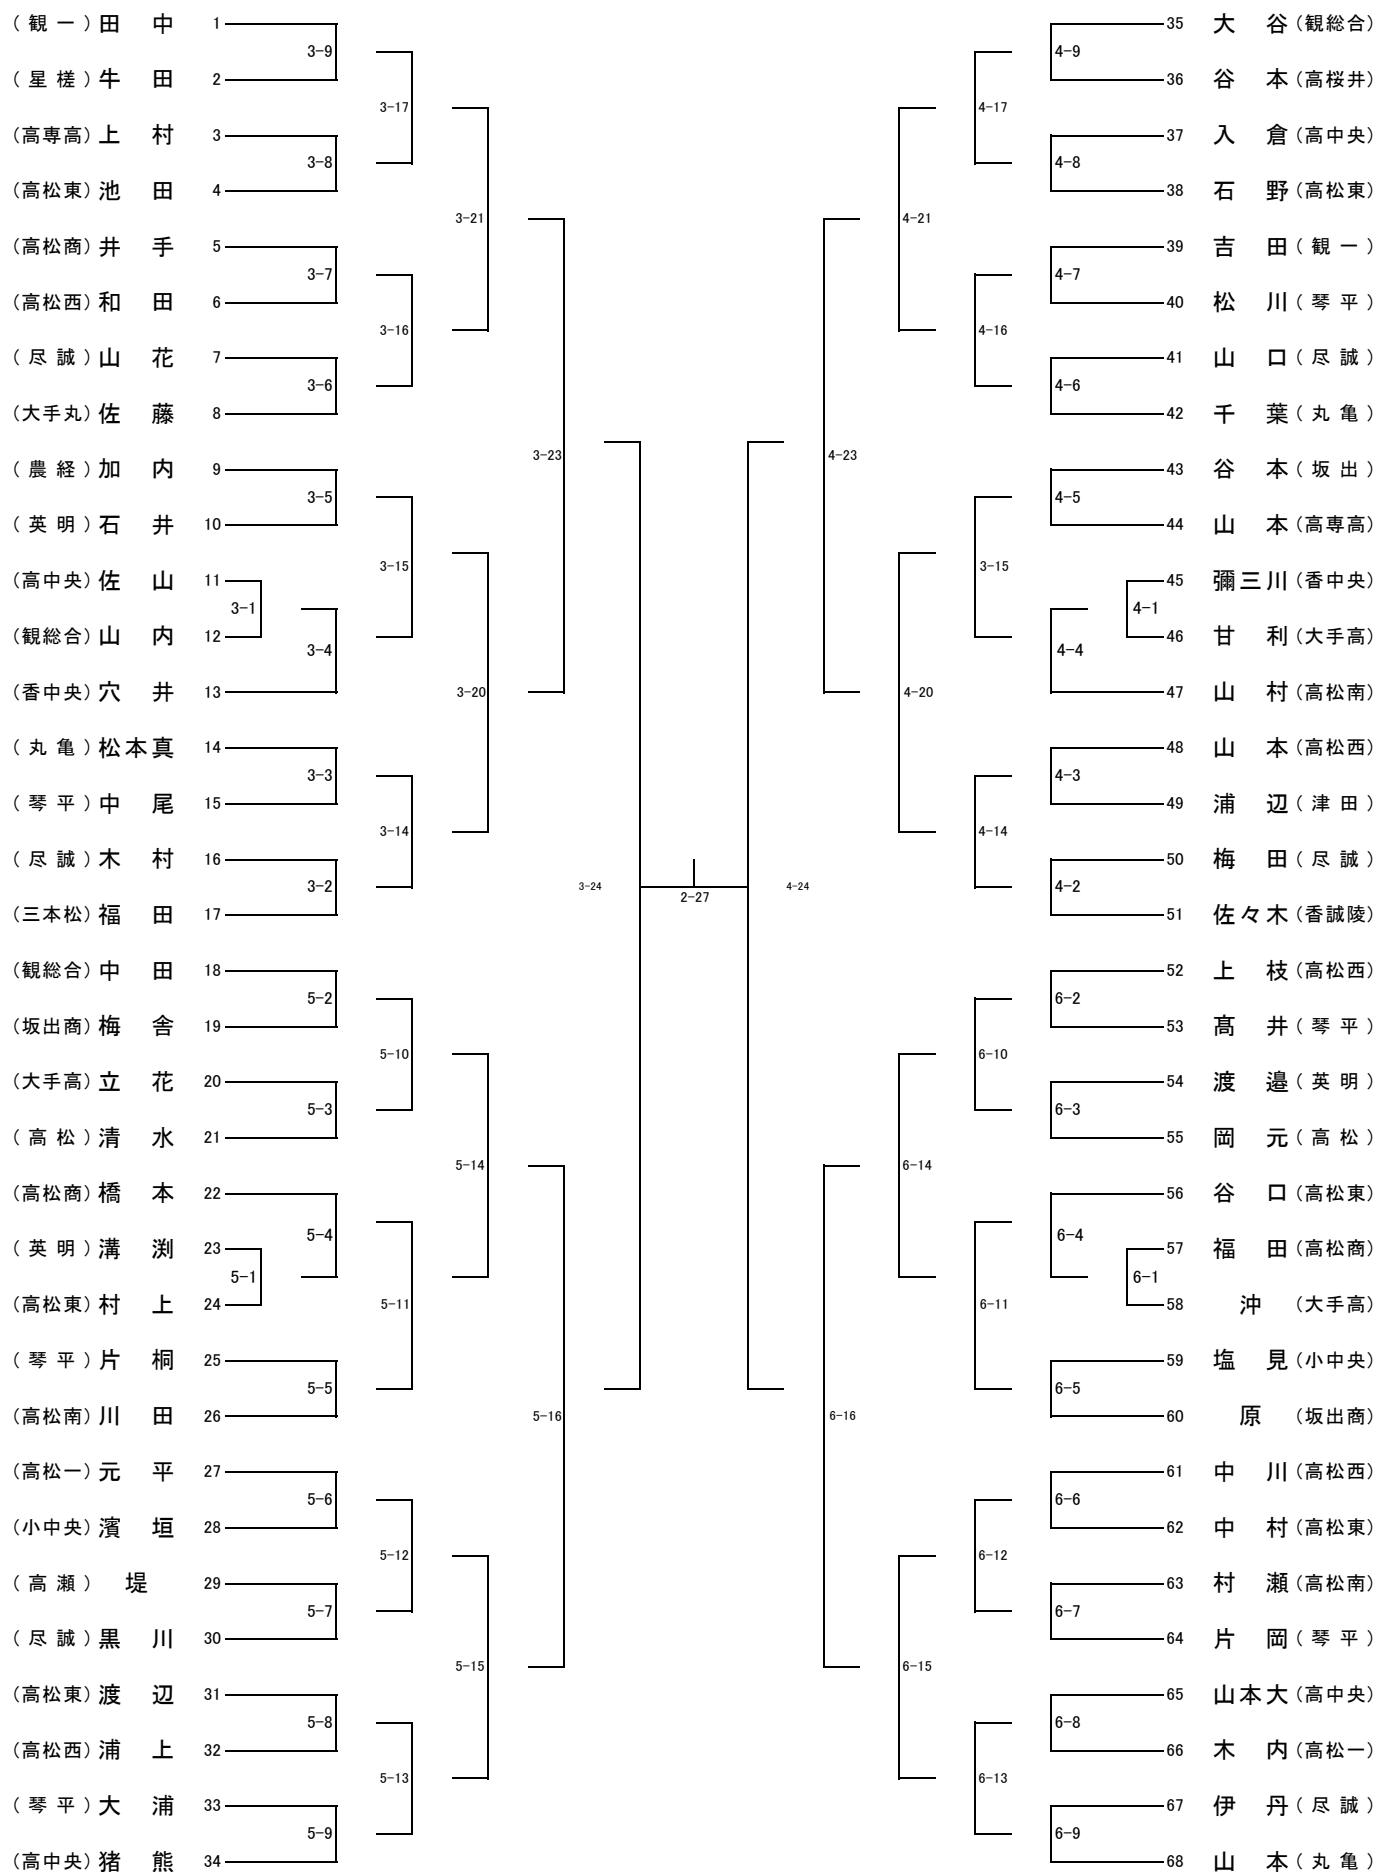 (観一) 田中 1
3-9
(星槎) 牛田 2
3-17
(高専高) 上村 3
3-8
(高松東) 池田 4
3-21
(高松商) 井手 5
3-7
(高松西) 和田 6
3-16
(尽誠) 山花 7
3-6
(大手丸) 佐藤 8
3-23
(農経) 加内 9
3-5
(英明) 石井 10
3-15
(高中央) 佐山 11
3-1
(観総合) 山内 12
3-4
(香中央) 穴井 13
3-20
(丸亀) 松本真 14
3-3
(琴平) 中尾 15
3-14
(尽誠) 木村 16
3-2
3-24
(三本松) 福田 17
(観総合) 中田 18
5-2
(坂出商) 梅舎 19
5-10
(大手高) 立花 20
5-3
(高松) 清水 21
5-14
(高松商) 橋本 22
5-4
(英明) 溝渕 23
5-1
(高松東) 村上 24
5-11
(琴平) 片桐 25
5-5
(高松南) 川田 26
5-16
(高松一) 元平 27
5-6
(小中央) 濱垣 28
5-12
(高瀬) 堤 29
5-7
(尽誠) 黒川 30
5-15
(高松東) 渡辺 31
5-8
(高松西) 浦上 32
5-13
(琴平) 大浦 33
5-9
(高中央) 猪熊 34
2-27
35 大谷 (観総合)
4-9
36 谷本 (高桜井)
4-17
37 入倉 (高中央)
4-8
38 石野 (高松東)
4-21
39 吉田 (観一)
4-7
40 松川 (琴平)
4-16
41 山口 (尽誠)
4-6
42 千葉 (丸亀)
4-23
43 谷本 (坂出)
4-5
44 山本 (高専高)
3-15
45 彌三川 (香中央)
4-1
46 甘利 (大手高)
4-4
47 山村 (高松南)
4-20
48 山本 (高松西)
4-3
49 浦辺 (津田)
4-14
50 梅田 (尽誠)
4-2
4-24
51 佐々木 (香誠陵)
52 上枝 (高松西)
6-2
53 髙井 (琴平)
6-10
54 渡邉 (英明)
6-3
55 岡元 (高松)
6-14
56 谷口 (高松東)
6-4
57 福田 (高松商)
6-1
58 沖 (大手高)
6-11
59 塩見 (小中央)
6-5
60 原 (坂出商)
6-16
61 中川 (高松西)
6-6
62 中村 (高松東)
6-12
63 村瀬 (高松南)
6-7
64 片岡 (琴平)
6-15
65 山本大 (高中央)
6-8
66 木内 (高松一)
6-13
67 伊丹 (尽誠)
6-9
68 山本 (丸亀)